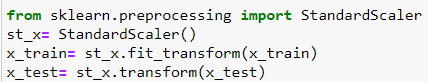 from sklearn.preprocessing import StandardScaler
st_x= StandardScaler()
x_train= st_x.fit_transform(x_train)
x_test= st_x.transform(x_test)